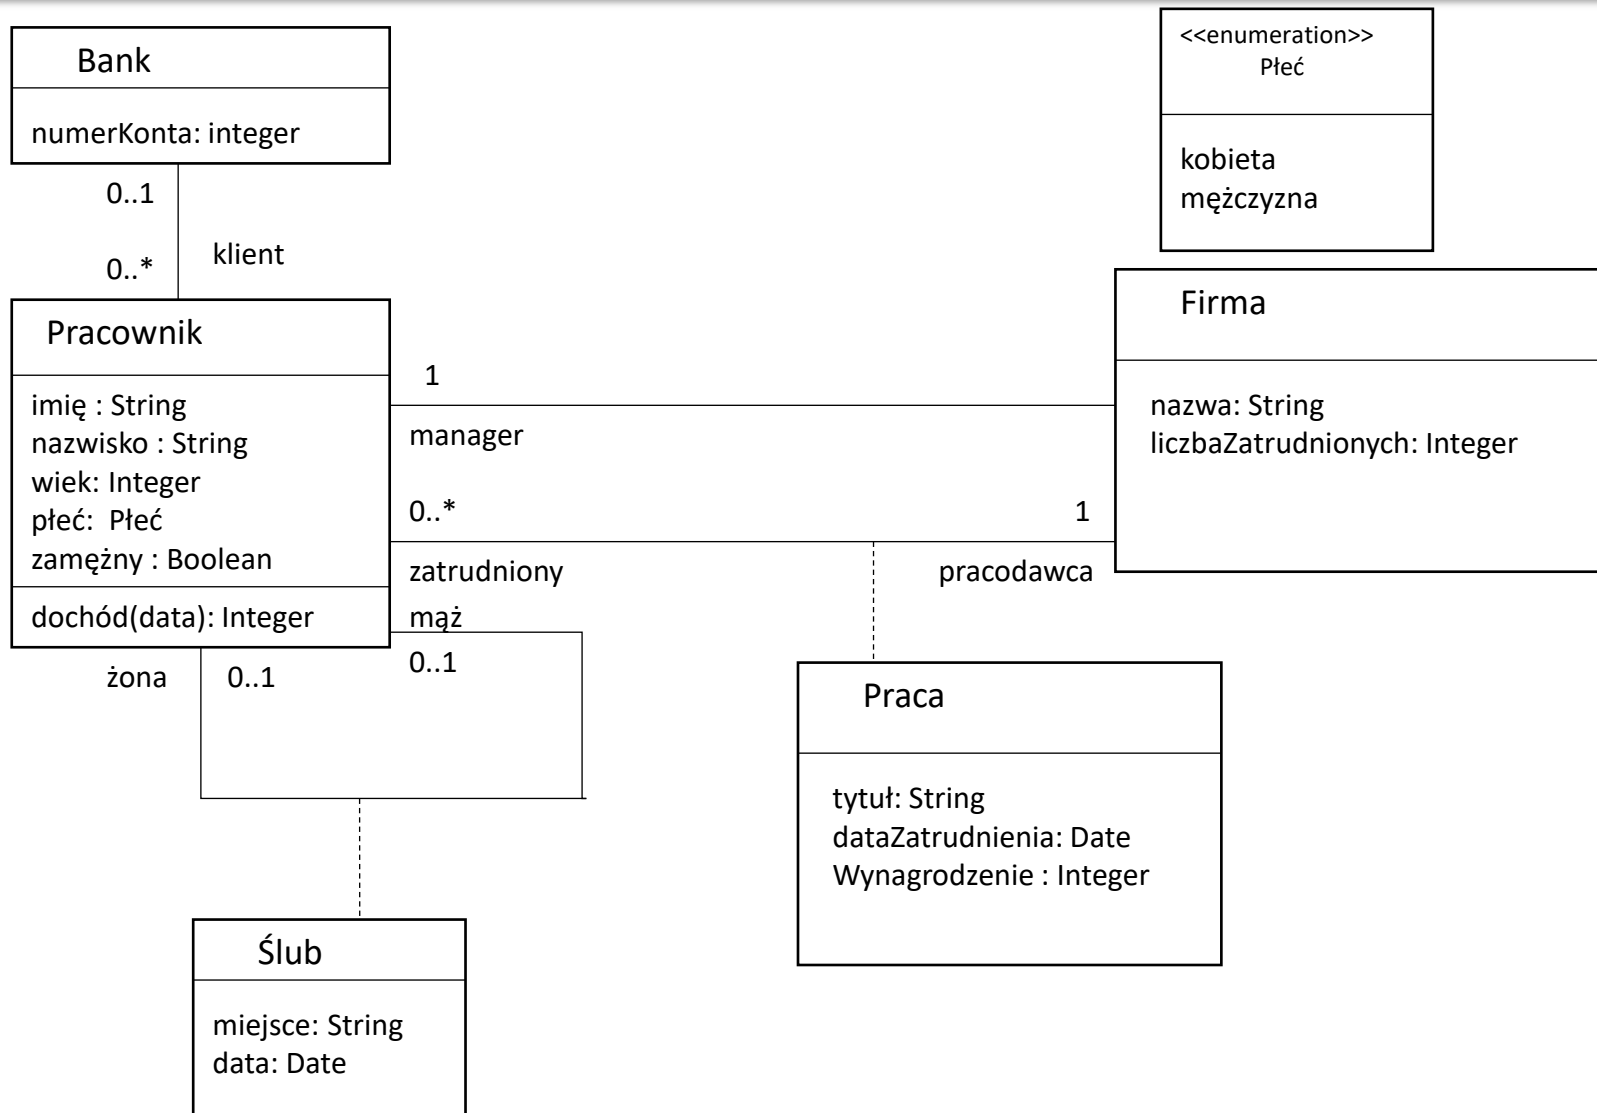 Bank
numerKonta: integer
0..1
klient
0..*
<<enumeration>>
Płeć
kobieta
mężczyzna
Pracownik
imię : String
nazwisko : String
wiek: Integer
płeć:  Płeć
zamężny : Boolean
dochód(data): Integer
1
manager
0..*
zatrudniony
1
pracodawca
Firma
nazwa: String
liczbaZatrudnionych: Integer
mąż
0..1
żona
0..1
Praca
tytuł: String
dataZatrudnienia: Date
Wynagrodzenie : Integer
Ślub
miejsce: String
data: Date